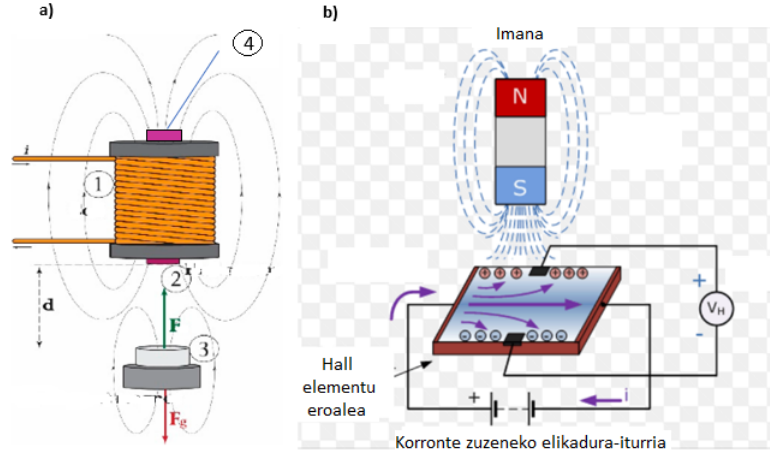 a)
4
i
1
2
d
F
3
Fg
b)
Imana
N
S
+
VH
-
Hall
elementu
eroalea
+
i
Korronte zuzeneko elikadura-iturria